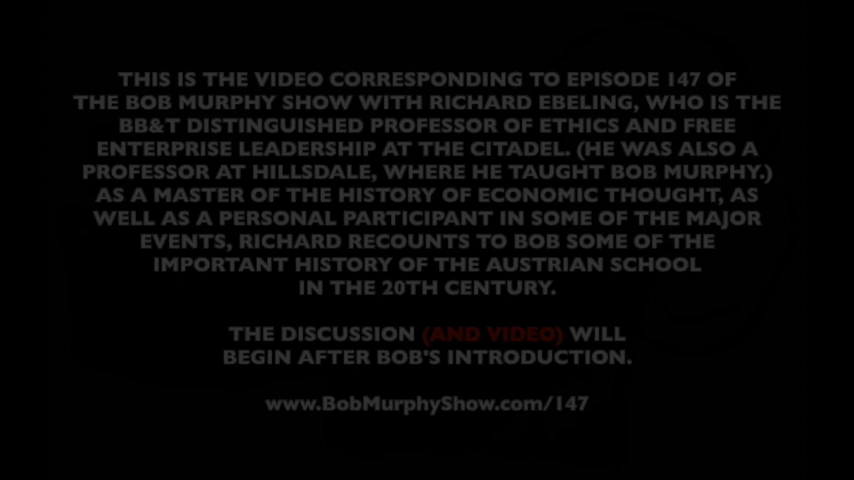 THIS IS THE VIDEO CORRESPONDING TO EPISODE 147 OF
THE BOB MURPHY SHOW WITH RICHARD EBELING, WHO IS THE
BB&T DISTINGUISHED PROFESSOR OF ETHICS AND FREE
ENTERPRISE LEADERSHIP AT THE CITADEL. (HE WAS ALSO A
PROFESSOR AT HILLSDALE, WHERE HE TAUGHT BOB MURPHY.)
AS A MASTER OF THE HISTORY OF ECONOMIC THOUGHT, AS
WELL AS A PERSONAL PARTICIPANT IN SOME OF THE MAJOR
EVENTS, RICHARD RECOUNTS TO BOB SOME OF THE
IMPORTANT HISTORY OF THE AUSTRIAN SCHOOL
IN THE 20TH CENTURY.
THE DISCUSSION (AND VIDEO) WILL
BEGIN AFTER BOB'S INTRODUCTION.
www.BobMurphyShow.com/147